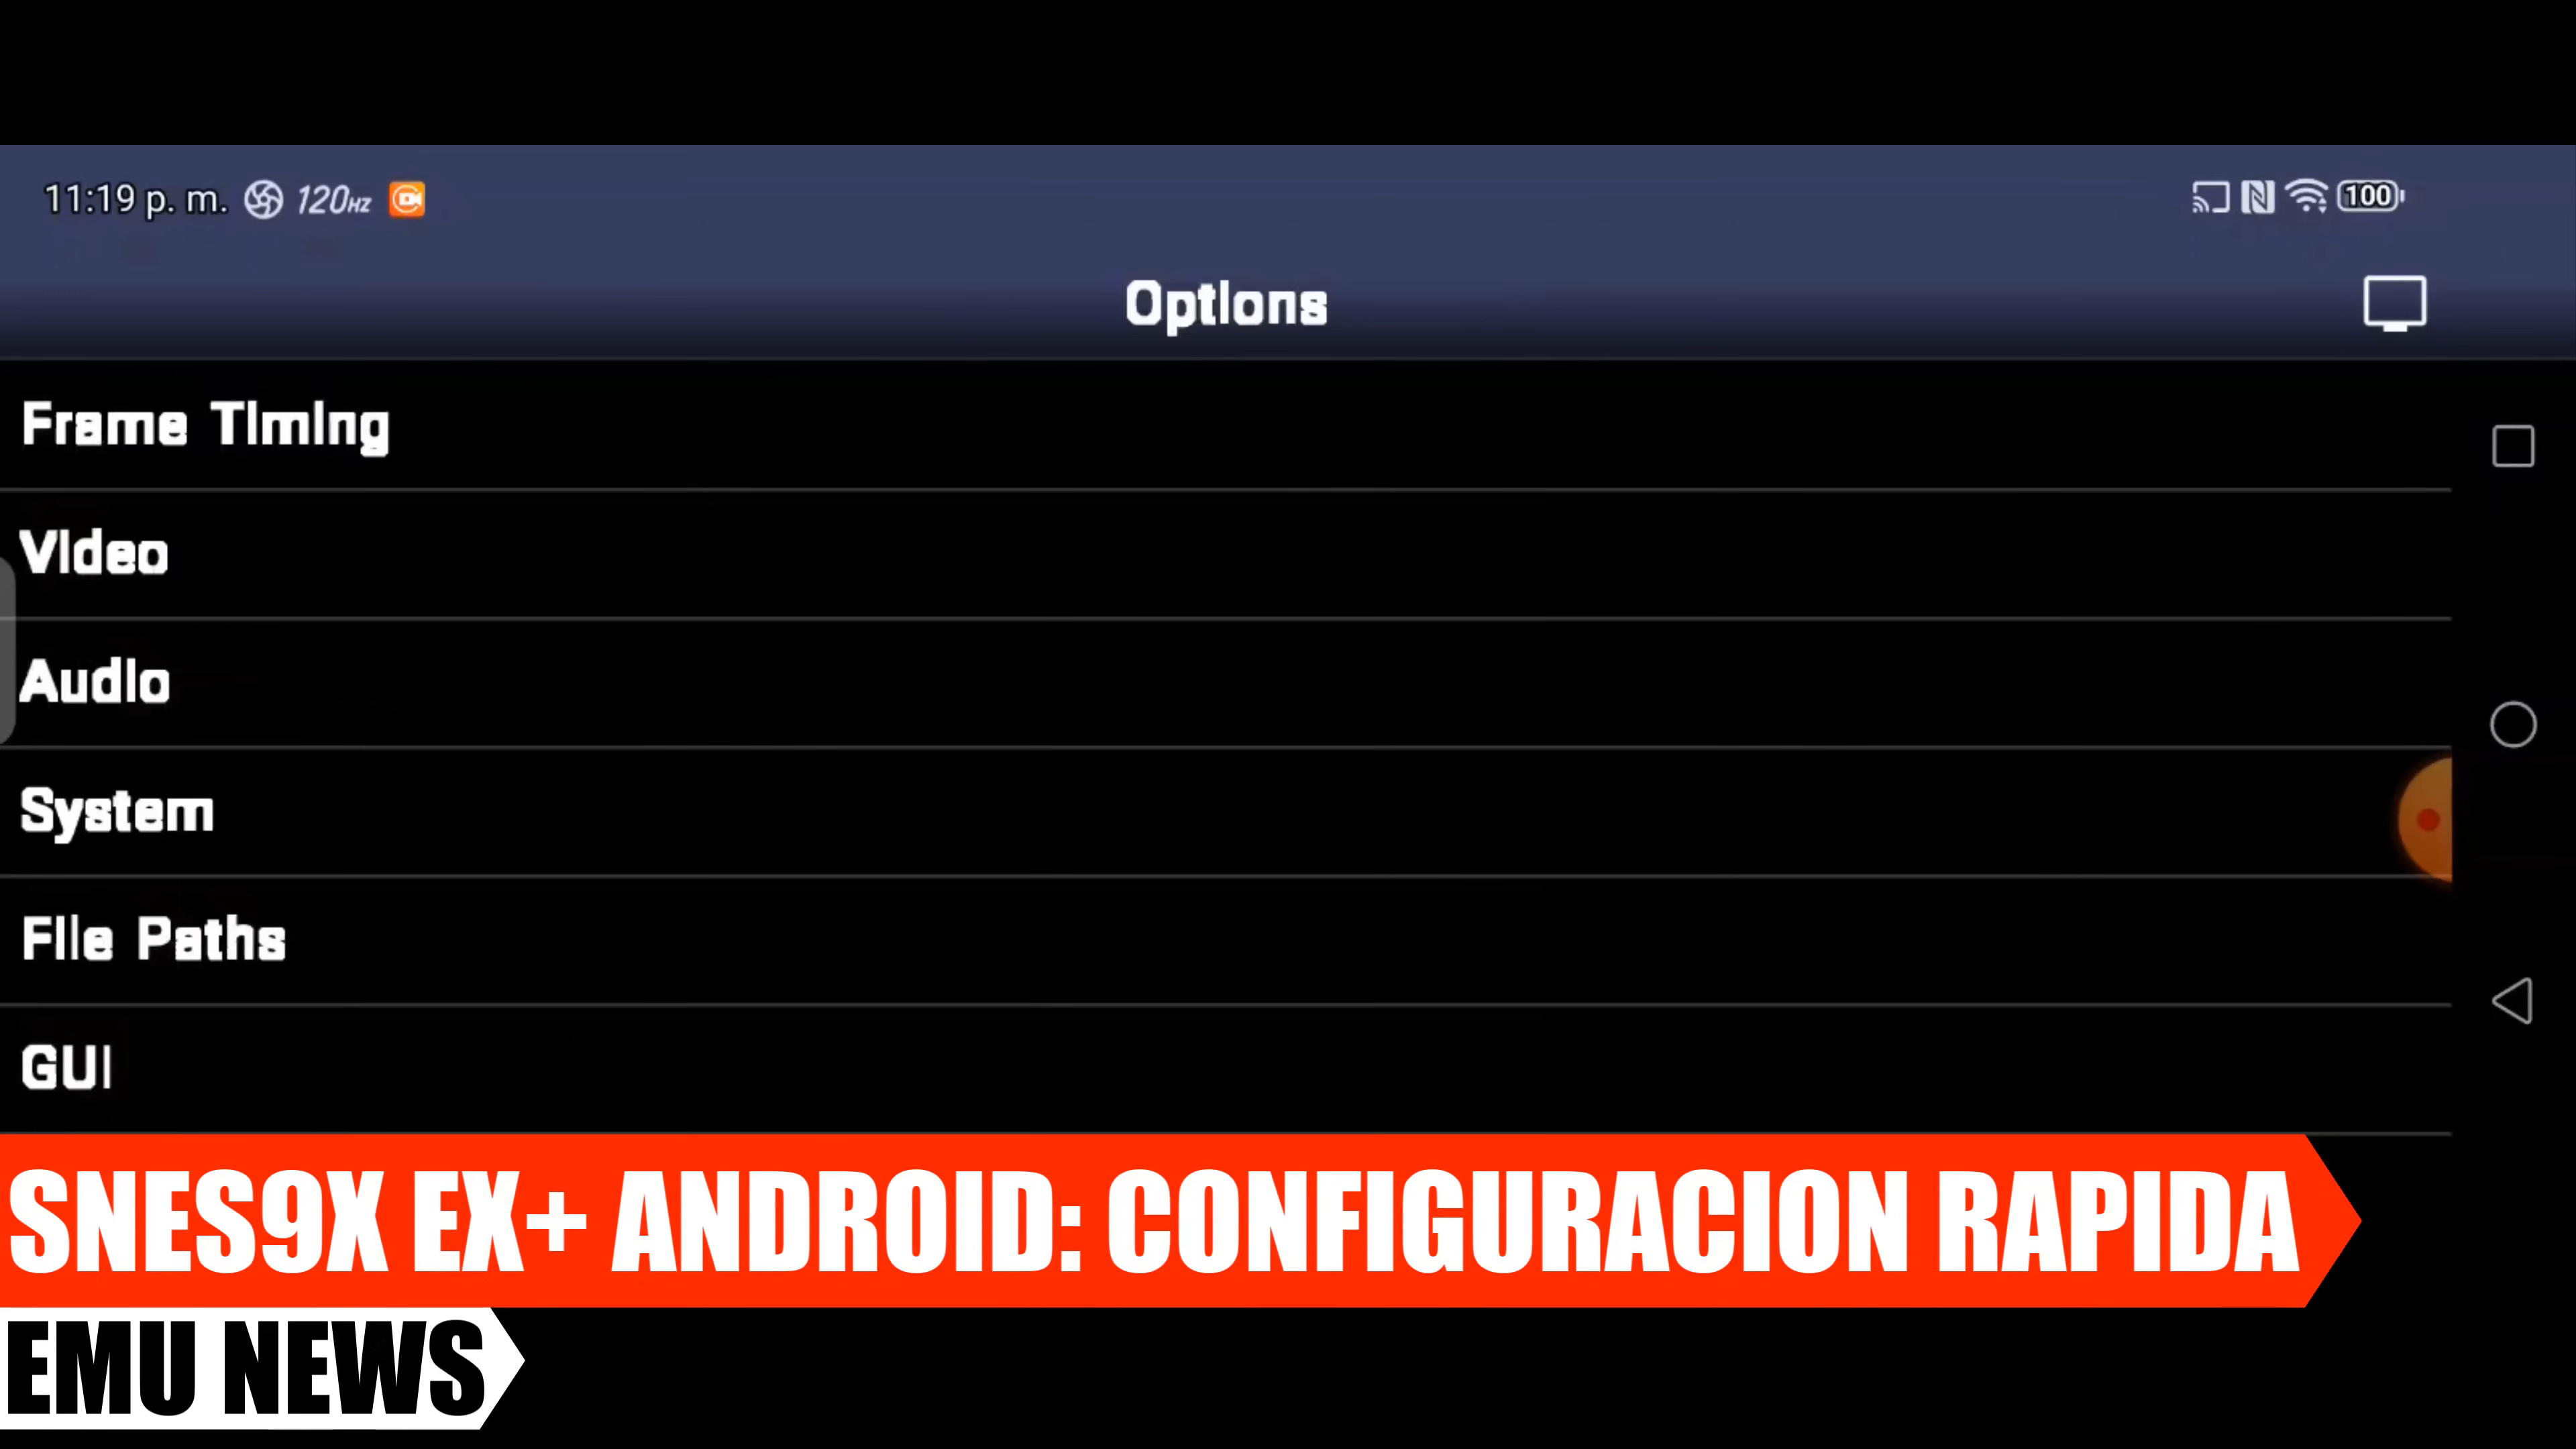 11:19 p. m. 120HZ 100
Options
Frame Timing
Video
Audio
System
File Paths
GUI
SNES9X EX+ ANDROID: CONFIGURACION RAPIDA
EMU NEWS